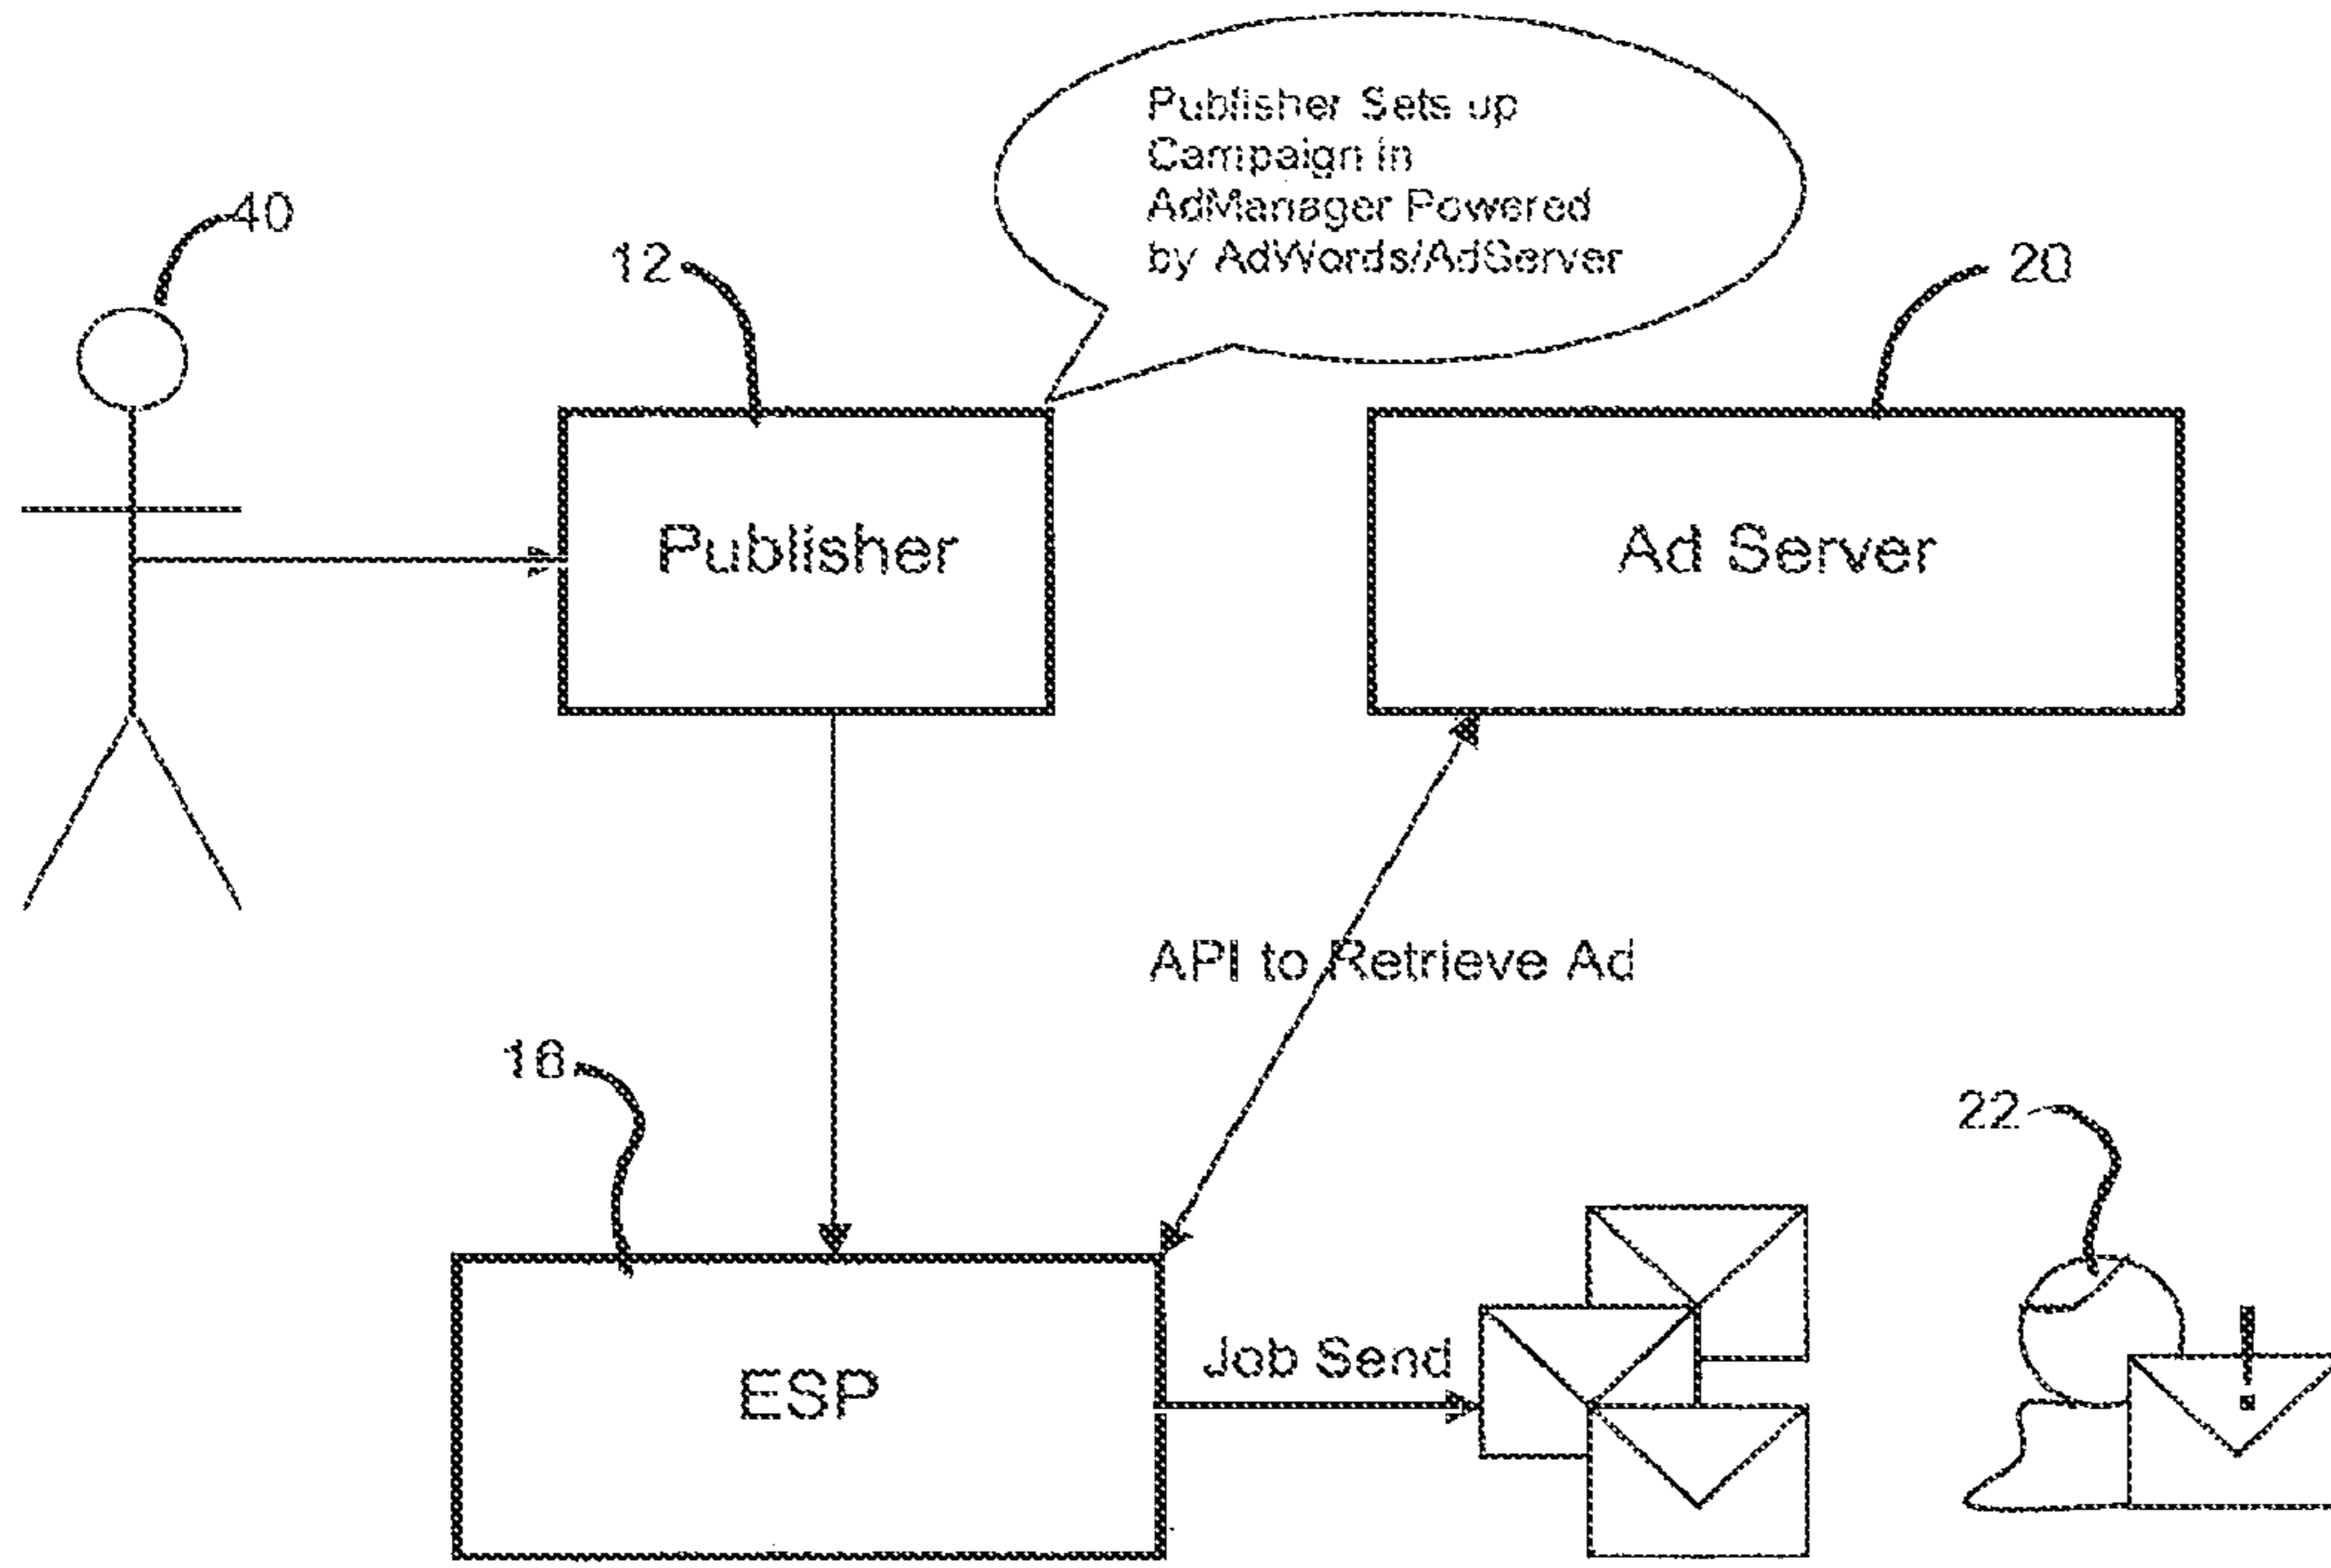 Publisher Sets up
Campaign in
AdManager Powered
by AdWords/AdServer
40
12
20
Publisher
Ad Server
API to Retrieve Ad
16
22
Job Send
ESP
!